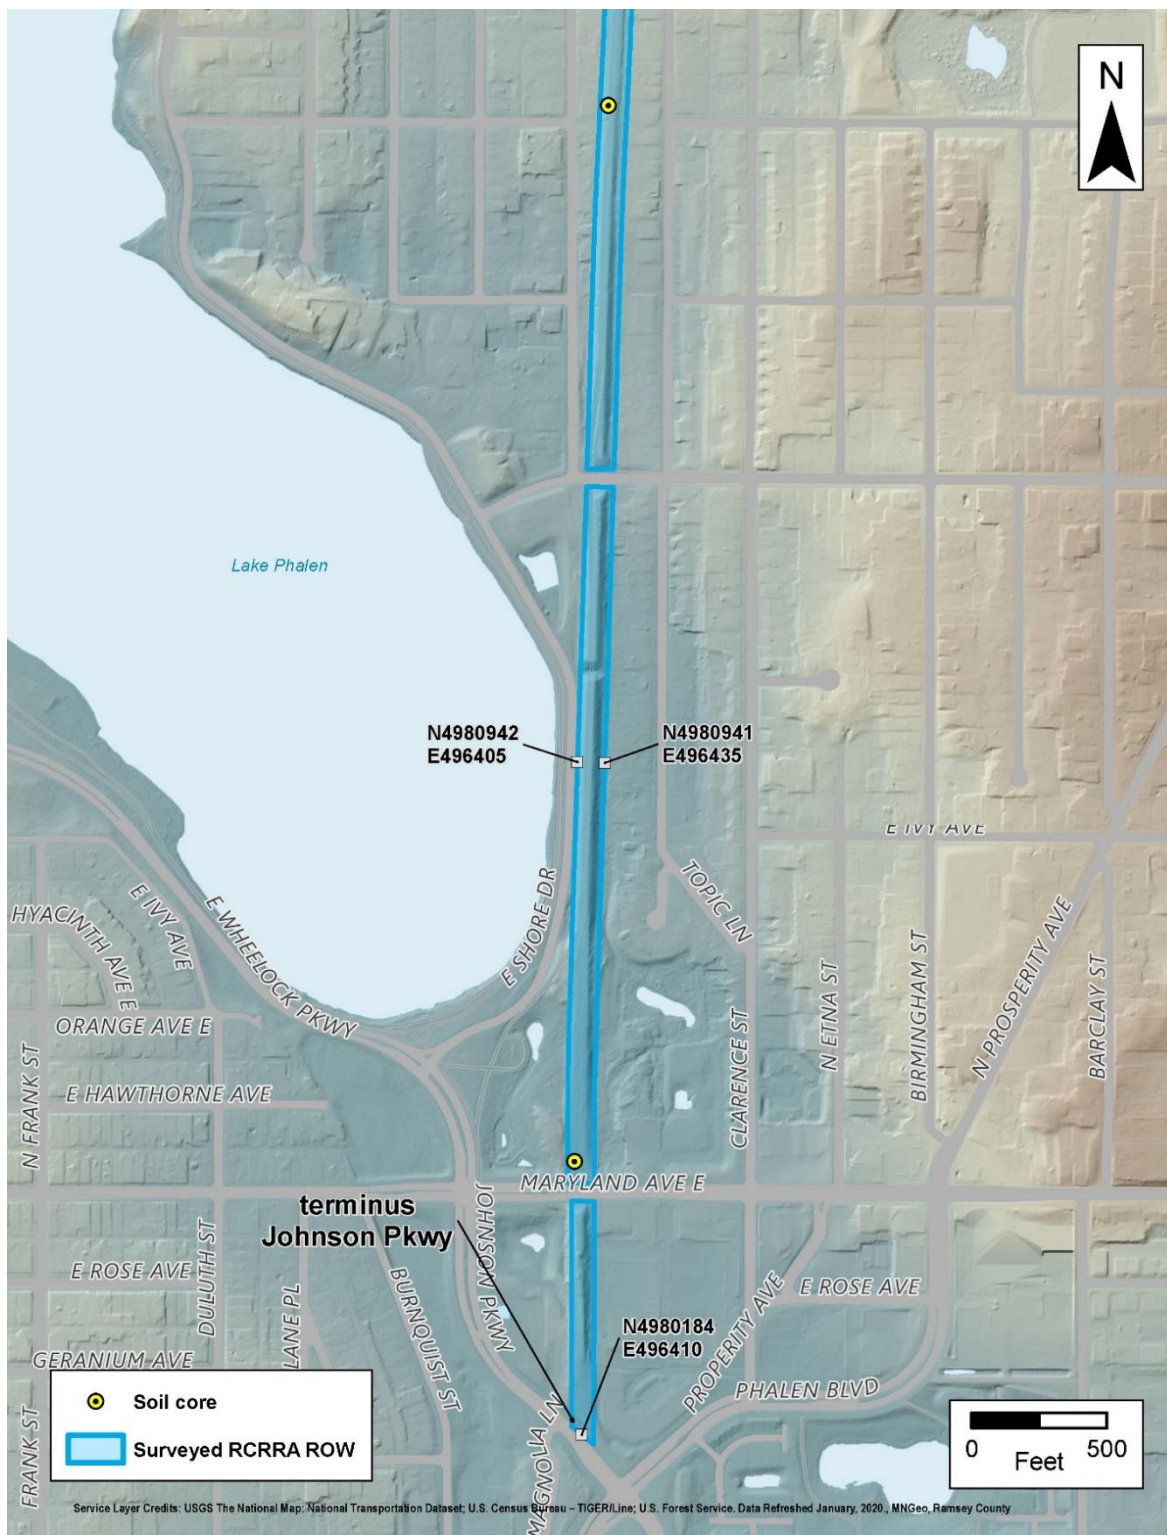 N
Lake Phalen
N4980942
E496405
N4980941
E496435
E IVY AVE
TOPIC LN
E SHORE DR
E IVY AVE
HYACINTH AVE E
E WHEELOCK PKWY
ORANGE AVE E
E HAWTHORNE AVE
N FRANK ST
CLARENCE ST
N ETNA ST
BIRMINGHAM ST
N PROSPERITY AVE
BARCLAY ST
MARYLAND AVE E
terminus
Johnson Pkwy
JOHNSON PKWY
DULUTH ST
E ROSE AVE
LANE PL
BURNQUIST ST
E ROSE AVE
N4980184
E496410
PROPERITY AVE
GERANIUM AVE
PHALEN BLVD
MAGNOLIA LN
FRANK ST
Soil core
Surveyed RCRRA ROW
0 500
Feet
Service Layer Credits: USGS The National Map: National Transportation Dataset; U.S. Census Bureau – TIGER/Line; U.S. Forest Service. Data Refreshed January, 2020., MNGeo, Ramsey County